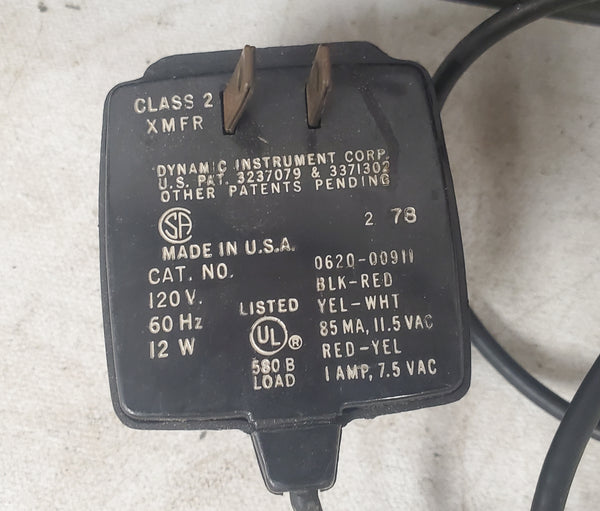 CLASS 2
XMFR
DYNAMIC INSTRUMENT CORP.
U.S. PAT. 3237079 & 3371302
OTHER PATENTS PENDING
2 78
SA
MADE IN U.S.A.
CAT. NO. 0620-00911
BLK-RED
120 V. YEL-WHT
60 Hz 85 MA, 11.5 VAC
12 W RED-YEL
1 AMP, 7.5 VAC
LISTED
UL ®
580 B
LOAD